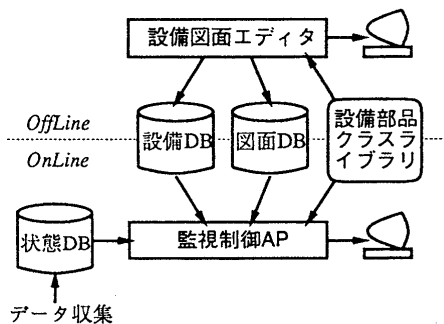 設備図面エディタ
OffLine
設備DB
図面DB
設備部品
クラスラ
イブラリ
OnLine
状態DB
監視制御AP
データ収集